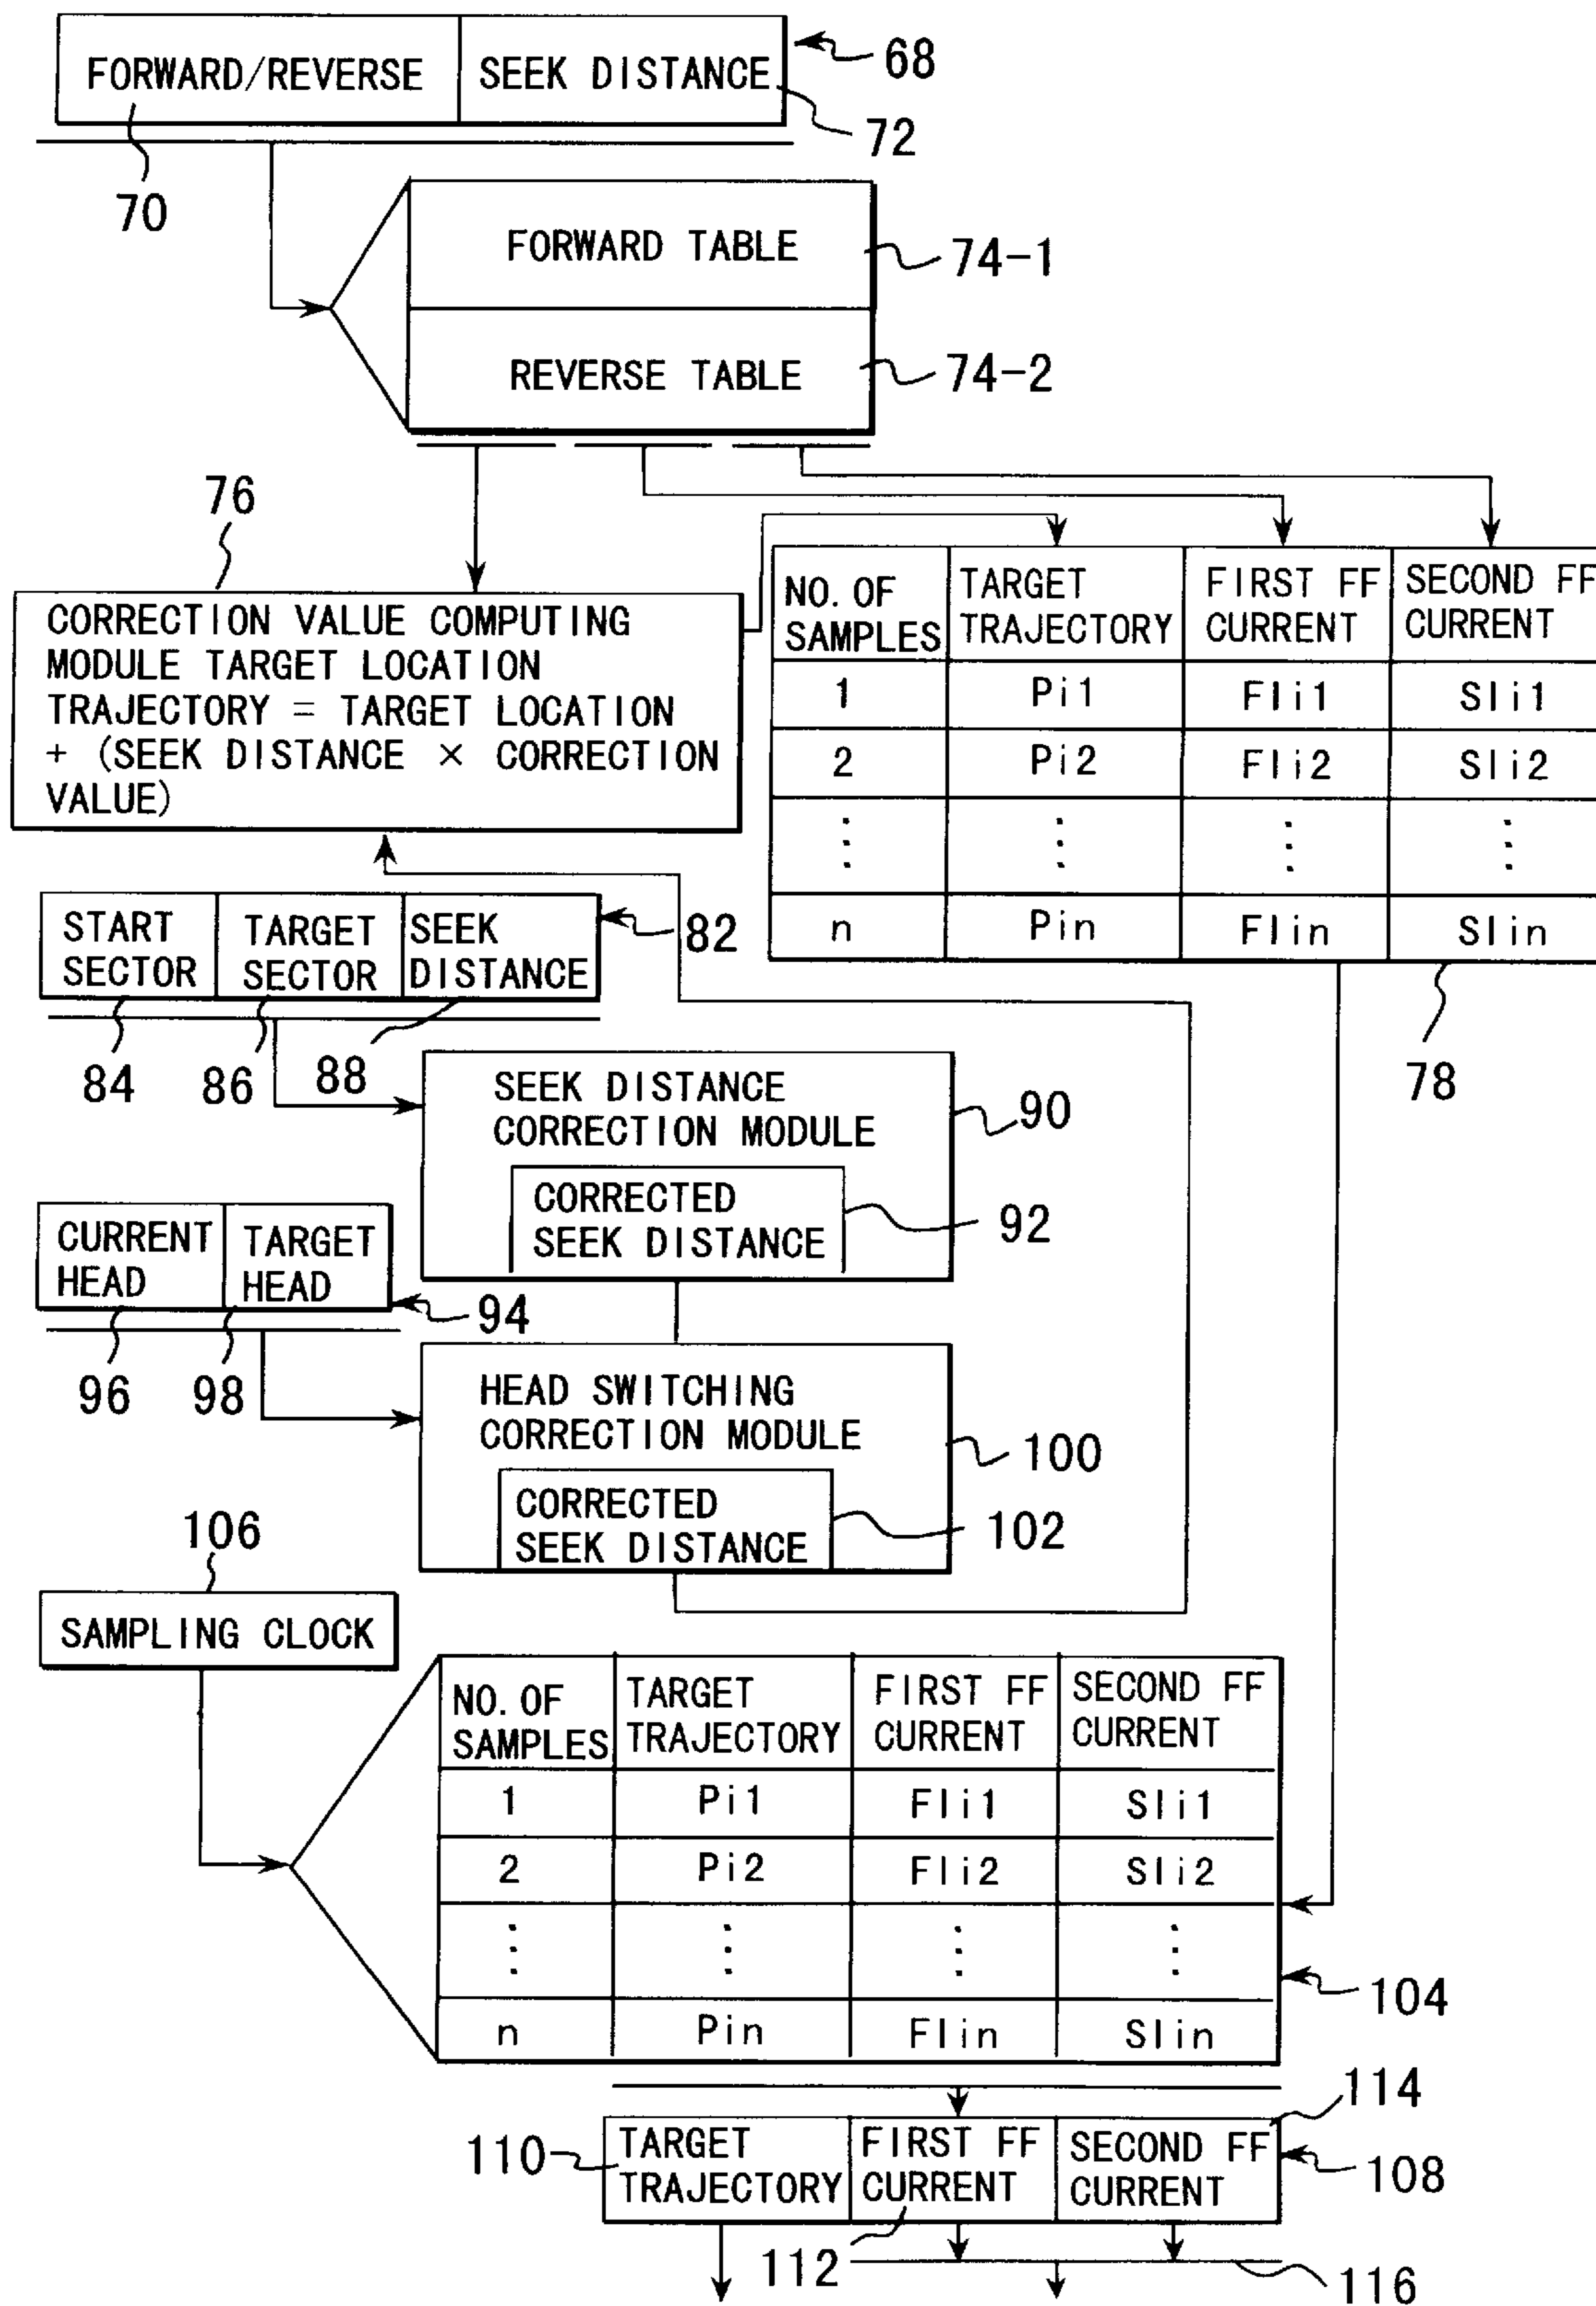 FORWARD/REVERSE
SEEK DISTANCE
68
72
70
FORWARD TABLE
74-1
REVERSE TABLE
74-2
76
CORRECTION VALUE COMPUTING
MODULE TARGET LOCATION
TRAJECTORY = TARGET LOCATION
+ (SEEK DISTANCE × CORRECTION
VALUE)
NO. OF
SAMPLES
TARGET
TRAJECTORY
FIRST FF
CURRENT
SECOND FF
CURRENT
1 Pi1 FIi1 SIi1
2 Pi2 FIi2 SIi2
⋮ ⋮ ⋮ ⋮
n Pin FIin SIin
78
START
SECTOR
TARGET
SECTOR
SEEK
DISTANCE
82
84
86
88
SEEK DISTANCE
CORRECTION MODULE
90
CORRECTED
SEEK DISTANCE
92
CURRENT
HEAD
TARGET
HEAD
94
96
98
HEAD SWITCHING
CORRECTION MODULE
100
CORRECTED
SEEK DISTANCE
102
106
SAMPLING CLOCK
NO. OF
SAMPLES
TARGET
TRAJECTORY
FIRST FF
CURRENT
SECOND FF
CURRENT
1 Pi1 FIi1 SIi1
2 Pi2 FIi2 SIi2
⋮ ⋮ ⋮ ⋮
n Pin FIin SIin
104
114
110
TARGET
TRAJECTORY
FIRST FF
CURRENT
SECOND FF
CURRENT
108
112
116